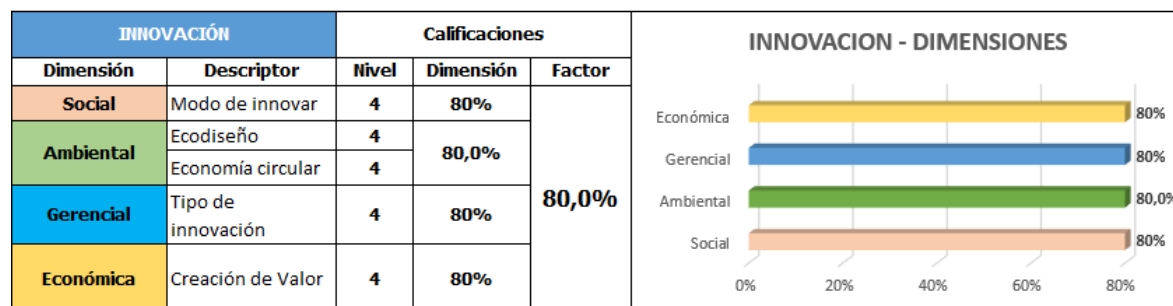 INNOVACIÓN
Calificaciones
Dimensión
Descriptor
Nivel
Dimensión
Factor
Social
Modo de innovar
4
80%
80,0%
Ambiental
Ecodiseño
4
80,0%
Economía circular
4
Gerencial
Tipo de
innovación
4
80%
Económica
Creación de Valor
4
80%
INNOVACION - DIMENSIONES
Económica
80%
Gerencial
80%
Ambiental
80,0%
Social
80%
0%
20%
40%
60%
80%